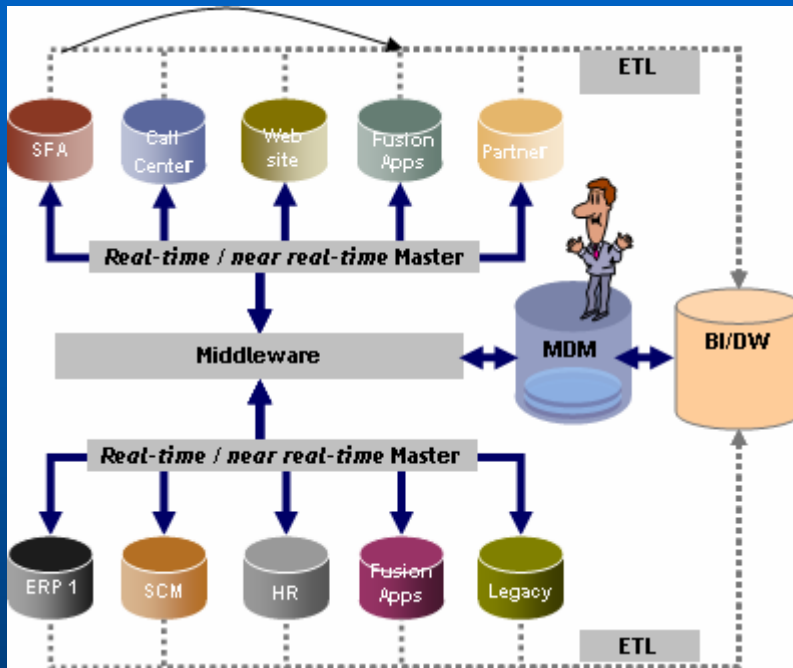 ETL
SFA
Call
Center
Web
site
Fusion
Apps
Partner
Real-time / near real-time Master
Middleware
MDM
BI/DW
Real-time / near real-time Master
ERP 1
SCM
HR
Fusion
Apps
Legacy
ETL